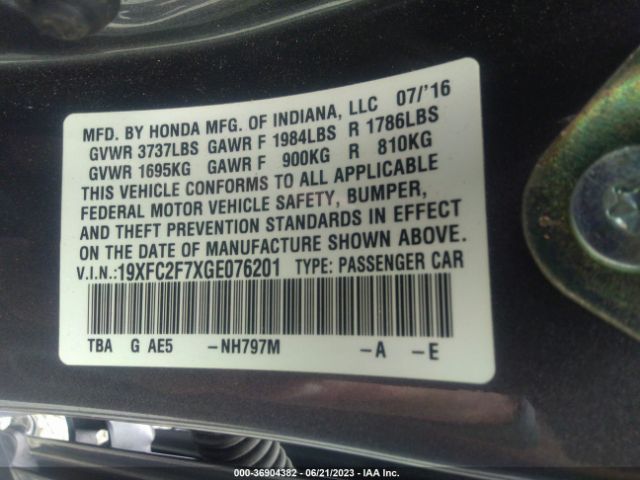 MFD. BY HONDA MFG. OF INDIANA, LLC 07/'16
GVWR 3737LBS GAWR F 1984LBS R 1786LBS
GVWR 1695KG GAWR F 900KG R 810KG
THIS VEHICLE CONFORMS TO ALL APPLICABLE
FEDERAL MOTOR VEHICLE SAFETY, BUMPER,
AND THEFT PREVENTION STANDARDS IN EFFECT
ON THE DATE OF MANUFACTURE SHOWN ABOVE.
V.I.N.:19XFC2F7XGE076201 TYPE: PASSENGER CAR
TBA G AE5 -NH797M -A -E
000-36904382 - 06/21/2023 - IAA Inc.